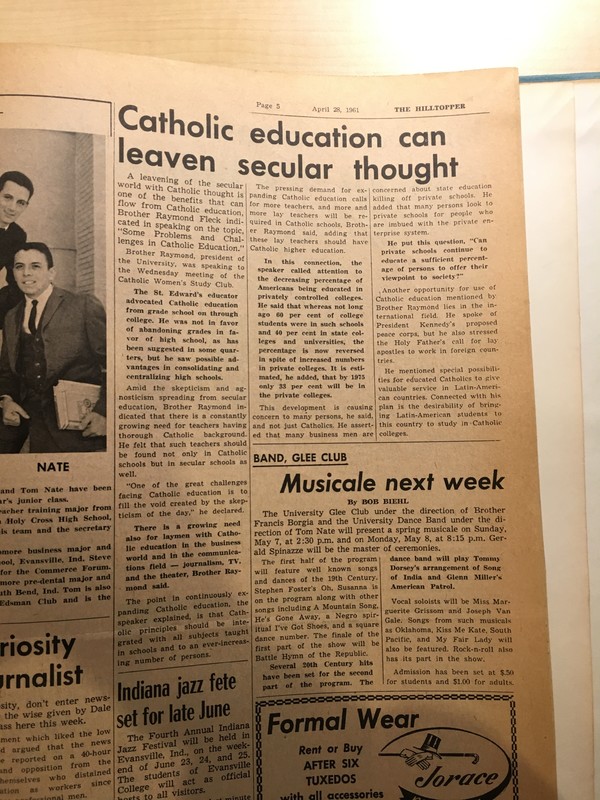 Page 5 April 28, 1961 THE HILLTOPPER
Catholic education can
leaven secular thought
A leavening of the secular
world with Catholic thought is
one of the benefits that can
flow from Catholic education,
Brother Raymond Fleck indi-
cated in speaking on the topic,
"Some Problems and Chal-
lenges in Catholic Education."
Brother Raymond, president of
the University, was speaking to
the Wednesday meeting of the
Catholic Women's Study Club.
The St. Edward's educator
advocated Catholic education
from grade school on through
college. He was not in favor
of abandoning grades in fa-
vor of high school, as has
been suggested in some quar-
ters, but he saw possible ad-
vantages in consolidating and
centralizing high schools.
Amid the skepticism and ag-
nosticism spreading from secular
education, Brother Raymond in-
dicated that there is a constantly
growing need for teachers having
thorough Catholic background.
He felt that such teachers should
be found not only in Catholic
schools but in secular schools as
well.
"One of the great challenges
facing Catholic education is to
fill the void created by the skep-
ticism of the day," he declared.
There is a growing need
also for laymen with Catho-
lic education in the business
world and in the communica-
tions field — journalism, TV,
and the theater, Brother Ray-
mond said.
The point in continuously ex-
panding Catholic education, the
speaker explained, is that Cath-
olic principles should be inte-
grated with all subjects taught
in schools and to an ever-increas-
ing number of persons.
The pressing demand for ex-
panding Catholic education calls
for more teachers, and more and
more lay teachers will be re-
quired in Catholic schools, Broth-
er Raymond said, adding that
these lay teachers should have
Catholic higher education.
In this connection, the
speaker called attention to
the decreasing percentage of
Americans being educated in
privately controlled colleges.
He said that whereas not long
ago 60 per cent of college
students were in such schools
and 40 per cent in state col-
leges and universities, the
percentage is now reversed
in spite of increased numbers
in private colleges. It is esti-
mated, he added, that by 1975
only 33 per cent will be in
the private colleges.
This development is causing
concern to many persons, he said,
and not just Catholics. He assert-
ed that many business men are
concerned about state education
killing off private schools. He
added that many persons look to
private schools for people who
are imbued with the private en-
terprise system.
He put this question, "Can
private schools continue to
educate a sufficient percent-
age of persons to offer their
viewpoint to society?"
Another opportunity for use of
Catholic education mentioned by
Brother Raymond lies in the in-
ternational field. He spoke of
President Kennedy's proposed
peace corps, but he also stressed
the Holy Father's call for lay
apostles to work in foreign coun-
tries.
He mentioned special possibili-
ties for educated Catholics to give
valuable service in Latin-Ameri-
can countries. Connected with his
plan is the desirability of bring-
ing Latin-American students to
this country to study in Catholic
colleges.
BAND, GLEE CLUB
Musicale next week
By BOB BIEHL
The University Glee Club under the direction of Brother
Francis Borgia and the University Dance Band under the di-
rection of Tom Nate will present a spring musicale on Sunday,
May 7, at 2:30 p.m. and on Monday, May 8, at 8:15 p.m. Ger-
ald Spinazze will be the master of ceremonies.
The first half of the program
will feature well known songs
and dances of the 19th Century.
Stephen Foster's Oh, Susanna is
on the program along with other
songs including A Mountain Song,
He's Gone Away, a Negro spir-
itual I've Got Shoes, and a square
dance number. The finale of the
first part of the show will be
Battle Hymn of the Republic.
Several 20th Century hits
have been set for the second
part of the program. The
dance band will play Tommy
Dorsey's arrangement of Song
of India and Glenn Miller's
American Patrol.
Vocal soloists will be Miss Mar-
guerite Grissom and Joseph Van
Gale. Songs from such musicals
as Oklahoma, Kiss Me Kate, South
Pacific, and My Fair Lady will
also be featured. Rock-n-roll also
has its part in the show.
Admission has been set at $.50
for students and $1.00 for adults.
Indiana jazz fete
set for late June
The Fourth Annual Indiana
Jazz Festival will be held in
Evansville, Ind., on the week-
end of June 23, 24, and 25.
The students of Evansville
College will act as official
hosts to all visitors.
Formal Wear
Rent or Buy
AFTER SIX
TUXEDOS
with all accessories
NATE
and Tom Nate have been
ar's junior class.
eacher training major from
Holy Cross High School,
is team and the secretary
omore business major and
ool, Evansville, Ind. Steve
for the Commerce Forum.
more pre-dental major and
uth Bend, Ind. Tom is also
Edsman Club and is the
riosity
urnalist
osity, don't enter news-
the wise given by Dale
lass here this week.
ment which liked the low
d argued that the news
e reported on a 40-hour
and opposition from the
hemselves who distained
ation as workers since